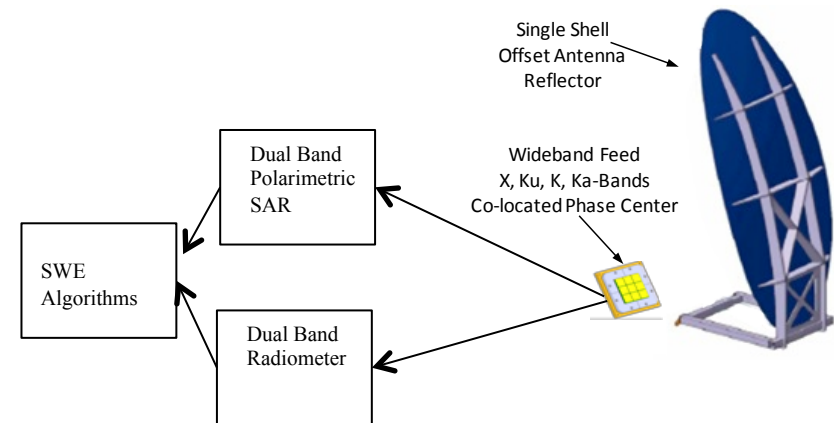 Single Shell
Offset Antenna
Reflector
Wideband Feed
X, Ku, K, Ka-Bands
Co-located Phase Center
Dual Band
Polarimetric
SAR
SWE
Algorithms
Dual Band
Radiometer